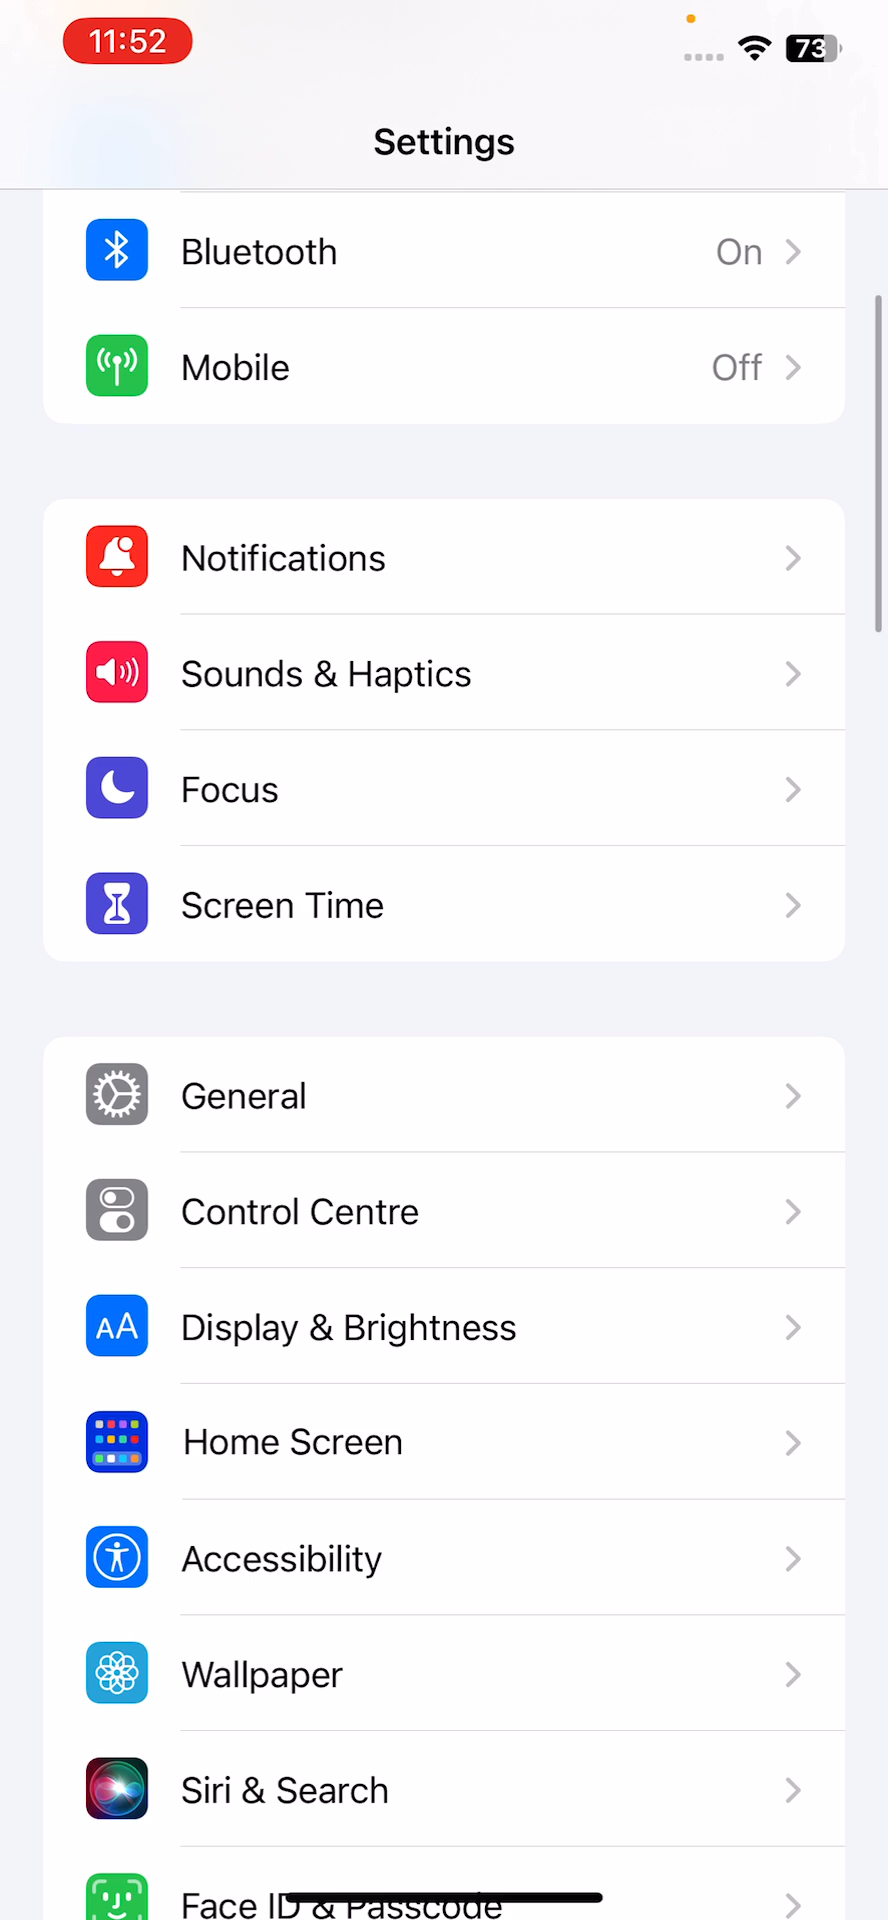 11:52
73
Settings
Bluetooth On
Mobile Off
Notifications
Sounds & Haptics
Focus
Screen Time
General
Control Centre
AA Display & Brightness
Home Screen
Accessibility
Wallpaper
Siri & Search
Face ID & Passcode